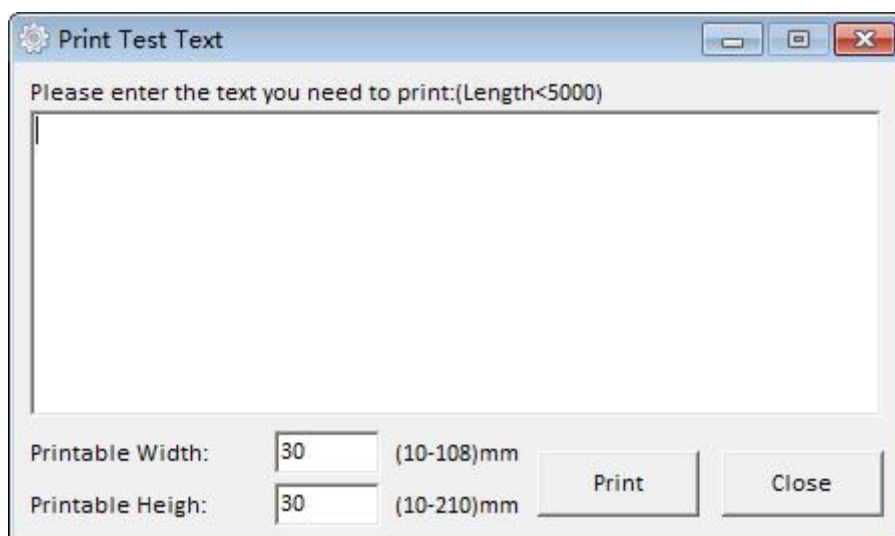 Print Test Text
Please enter the text you need to print:(Length<5000)
Printable Width: 30 (10-108)mm
Printable Heigh: 30 (10-210)mm
Print Close